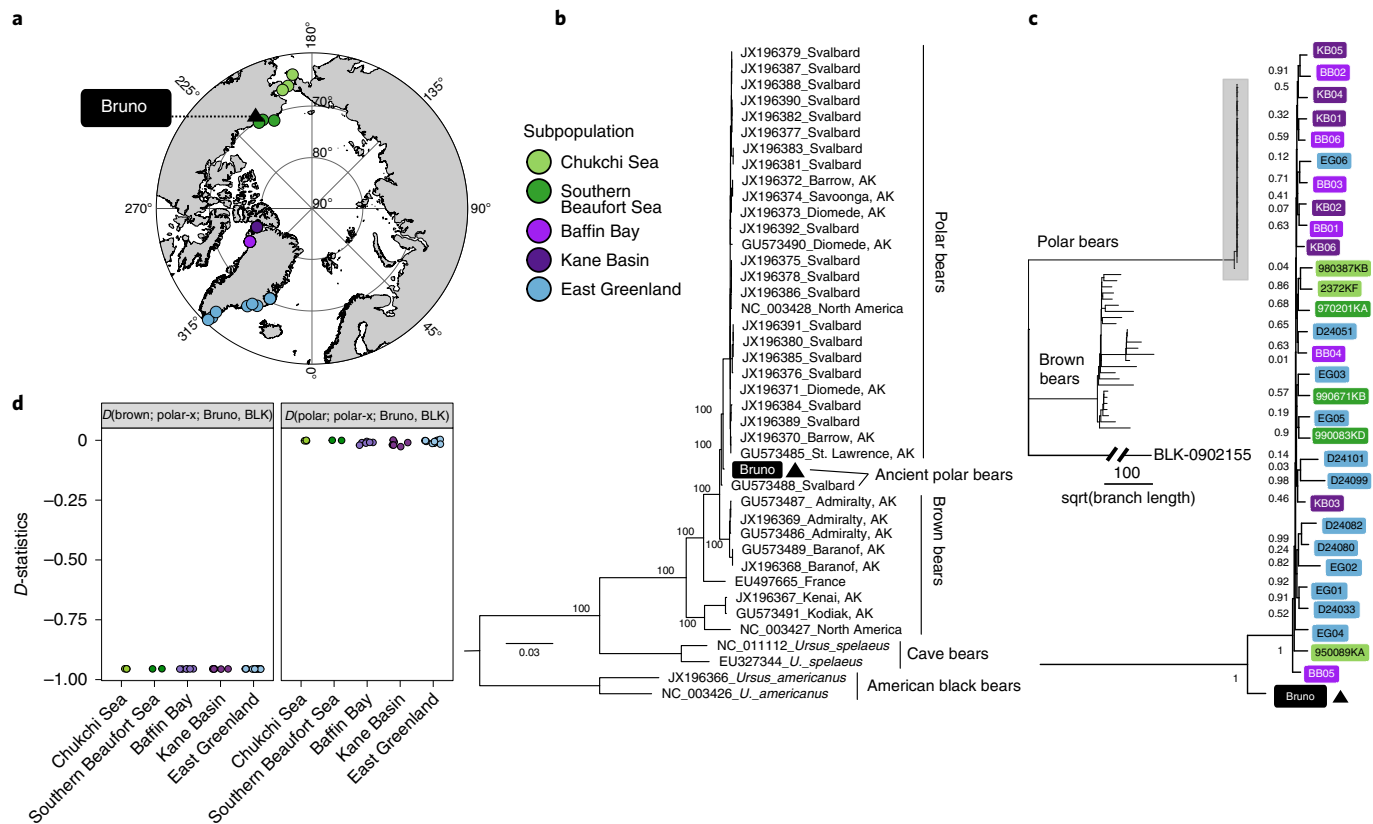 a
180°
225°
135°
Bruno
70°
80°
270°
90°
90°
315°
45°
0°
Subpopulation
Chukchi Sea
Southern
Beaufort Sea
Baffin Bay
Kane Basin
East Greenland
b
JX196379_Svalbard
JX196387_Svalbard
JX196388_Svalbard
JX196390_Svalbard
JX196382_Svalbard
JX196377_Svalbard
JX196383_Svalbard
JX196381_Svalbard
JX196372_Barrow, AK
JX196374_Savoonga, AK
JX196373_Diomede, AK
JX196392_Svalbard
GU573490_Diomede, AK
JX196375_Svalbard
JX196378_Svalbard
JX196386_Svalbard
NC_003428_North America
JX196391_Svalbard
JX196380_Svalbard
JX196385_Svalbard
JX196376_Svalbard
JX196371_Diomede, AK
JX196384_Svalbard
JX196389_Svalbard
JX196370_Barrow, AK
GU573485_St. Lawrence, AK
Bruno
GU573488_Svalbard
GU573487_ Admiralty, AK
JX196369_Admiralty, AK
GU573486_Admiralty, AK
GU573489_Baranof, AK
JX196368_Baranof, AK
EU497665_France
JX196367_Kenai, AK
GU573491_Kodiak, AK
NC_003427_North America
NC_011112_Ursus_spelaeus
EU327344_U._spelaeus
JX196366_Ursus_americanus
NC_003426_U._americanus
100
100
100
100
100
100
100
100
0.03
Polar bears
Ancient polar bears
Brown bears
Cave bears
American black bears
c
Polar bears
Brown
bears
BLK-0902155
100
sqrt(branch length)
KB05
0.91
BB02
0.5
KB04
0.32
KB01
0.59
BB06
0.12
EG06
0.71
BB03
0.41
KB02
0.07
0.63
BB01
KB06
0.04
980387KB
0.86
2372KF
0.68
970201KA
0.65
D24051
0.63
BB04
0.01
EG03
0.57
990671KB
0.19
EG05
0.9
990083KD
0.14
D24101
0.03
0.98
D24099
0.46
KB03
D24082
0.99
0.24
D24080
0.82
EG02
0.92
EG01
0.91
D24033
0.52
EG04
1
950089KA
BB05
1
Bruno
d
D(brown; polar-x; Bruno, BLK)
D(polar; polar-x; Bruno, BLK)
D-statistics
0
−0.25
−0.50
−0.75
−1.00
Chukchi Sea
Southern Beaufort Sea
Baffin Bay
Kane Basin
East Greenland
Chukchi Sea
Southern Beaufort Sea
Baffin Bay
Kane Basin
East Greenland